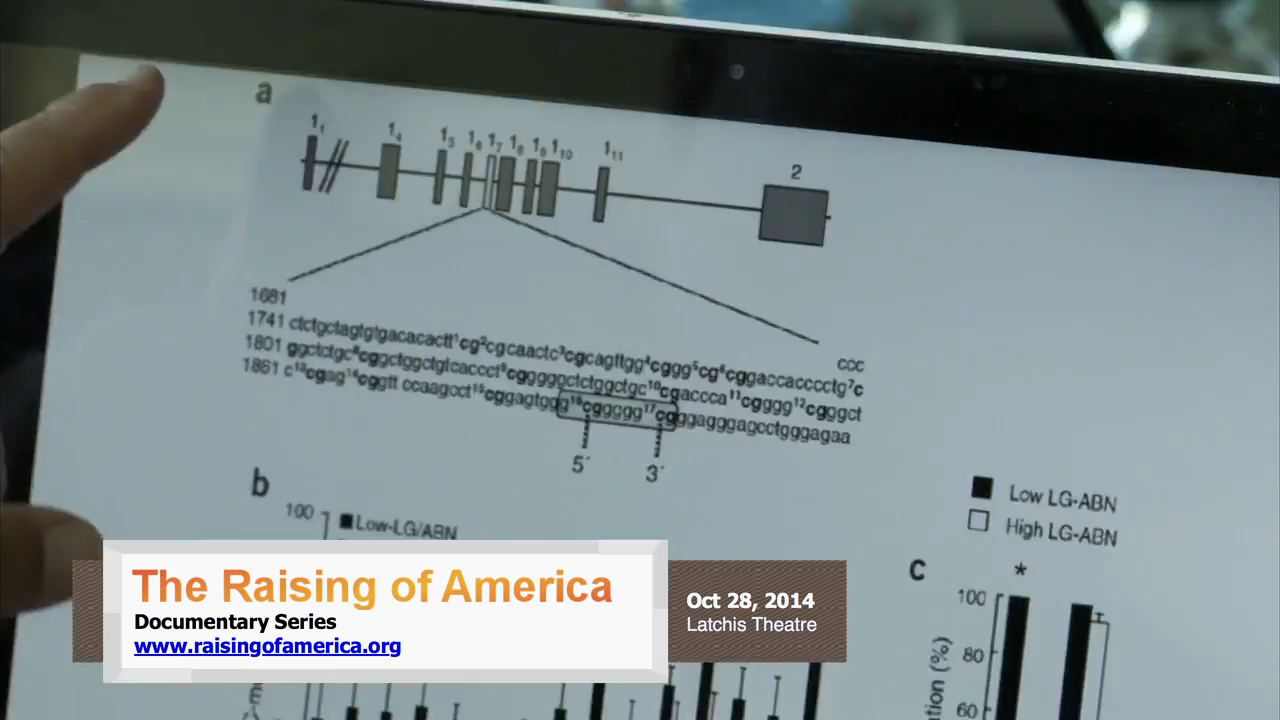 a
1₁ 1₄ 1₅ 1₆ 1₇ 1₈ 1₉ 1₁₀ 1₁₁ 2
1681 ccc
1741 ctctgctagtgtgacacactt¹cg²cgcaactc³cgcagttgg⁴cggg⁵cg⁶cggaccacccctg⁷c
1801 ggctctgc⁸cggctggctgtcaccct⁹cgggggctctggctgc¹⁰cgaccca¹¹cgggg¹²cgggct
1861 c¹³cgag¹⁴cggtt ccaagcct¹⁵cggagtggg¹⁶cggggg¹⁷cgggagggagcctgggagaa
5´ 3´
b
100
Low-LG/ABN
Low LG-ABN
High LG-ABN
c
*
100
80
60
(%)
The Raising of America
Documentary Series
www.raisingofamerica.org
Oct 28, 2014
Latchis Theatre